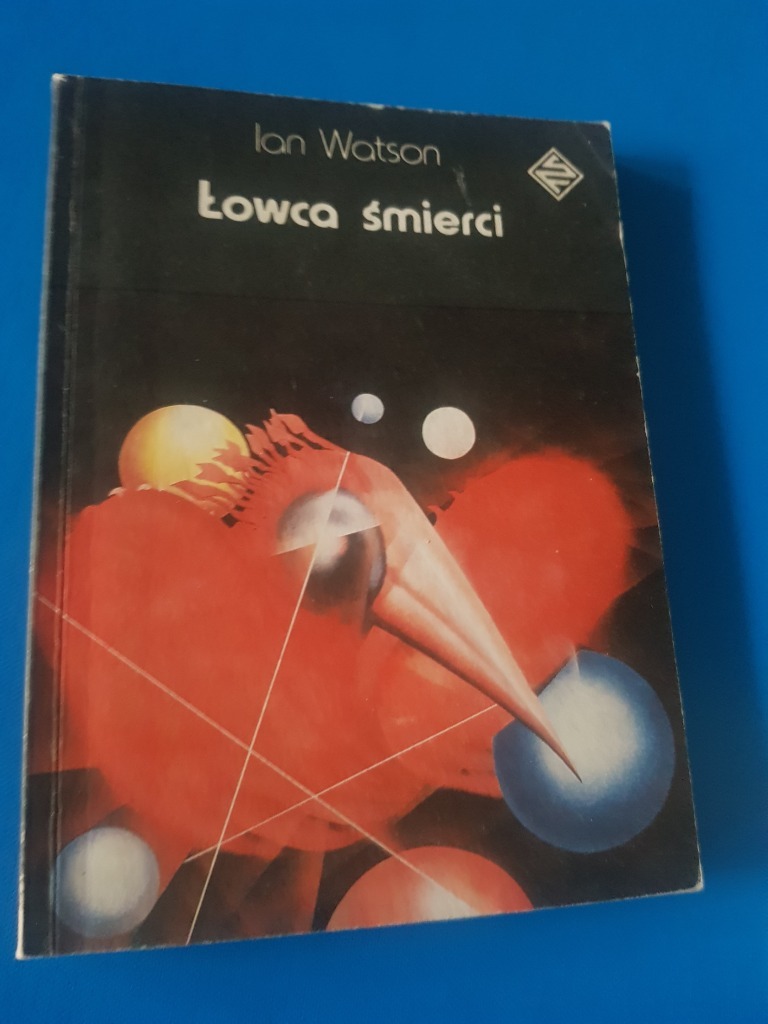 Ian Watson
Łowca śmierci